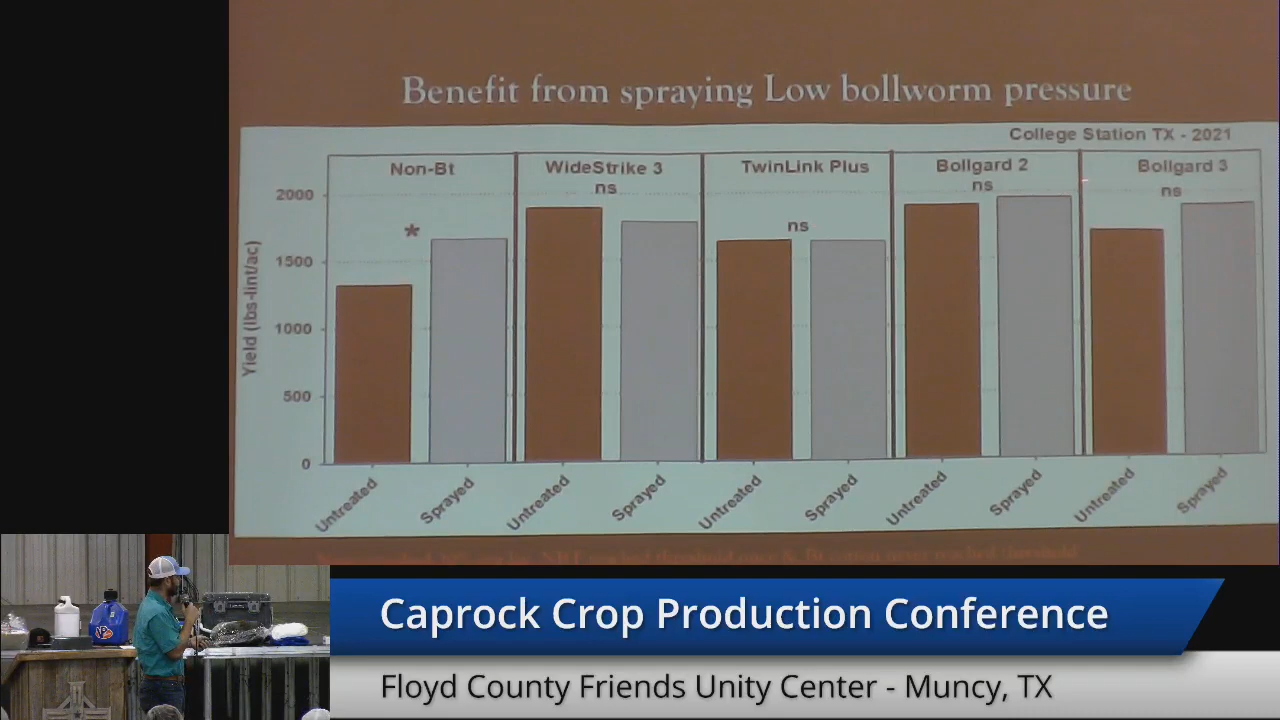 Benefit from spraying Low bollworm pressure
College Station TX - 2021
Non-Bt
WideStrike 3
TwinLink Plus
Bollgard 2
Bollgard 3
ns
ns
ns
ns
*
2000
1500
1000
500
0
Yield (lbs-lint/ac)
Untreated
Sprayed
Untreated
Sprayed
Untreated
Sprayed
Untreated
Sprayed
Untreated
Sprayed
Caprock Crop Production Conference
Floyd County Friends Unity Center - Muncy, TX